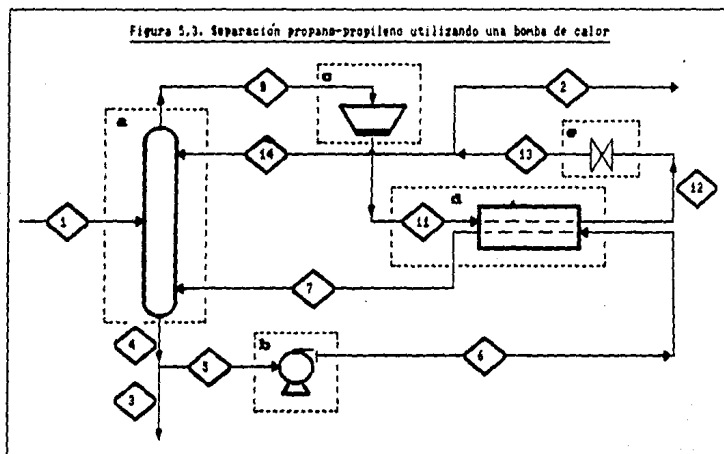 Figura 5.3. Separación propano-propileno utilizando una bomba de calor
9
c
2
a
e
14
13
12
d
1
11
7
4
b
5
6
3